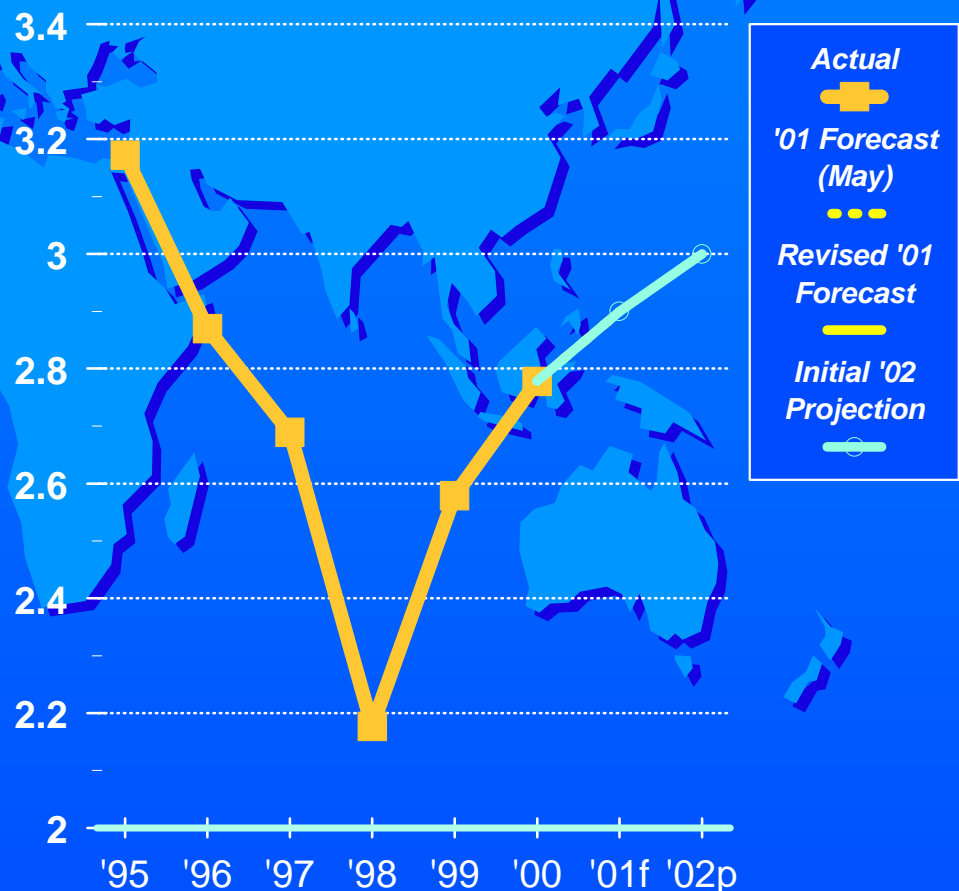 3.4
3.2
3
2.8
2.6
2.4
2.2
2
'95 '96 '97 '98 '99 '00 '01f '02p
Actual
'01 Forecast
(May)
Revised '01
Forecast
Initial '02
Projection